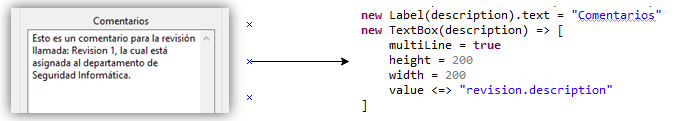 Comentarios
Esto es un comentario para la revisión
llamada: Revision 1, la cual está
asignada al departamento de
Seguridad Informática.
new Label(description).text = "Comentarios"
new TextBox(description) => [
multiLine = true
height = 200
width = 200
value <=> "revision.description"
]